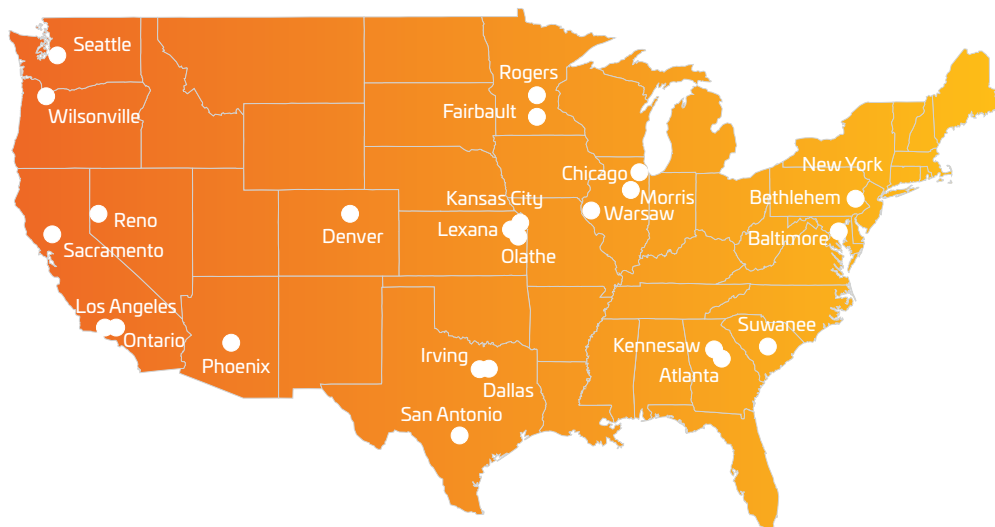 Seattle
Rogers
Fairbault
Wilsonville
New York
Chicago
Morris
Bethlehem
Kansas City
Warsaw
Reno
Denver
Lexana
Baltimore
Sacramento
Olathe
Los Angeles
Suwanee
Ontario
Kennesaw
Irving
Phoenix
Atlanta
Dallas
San Antonio